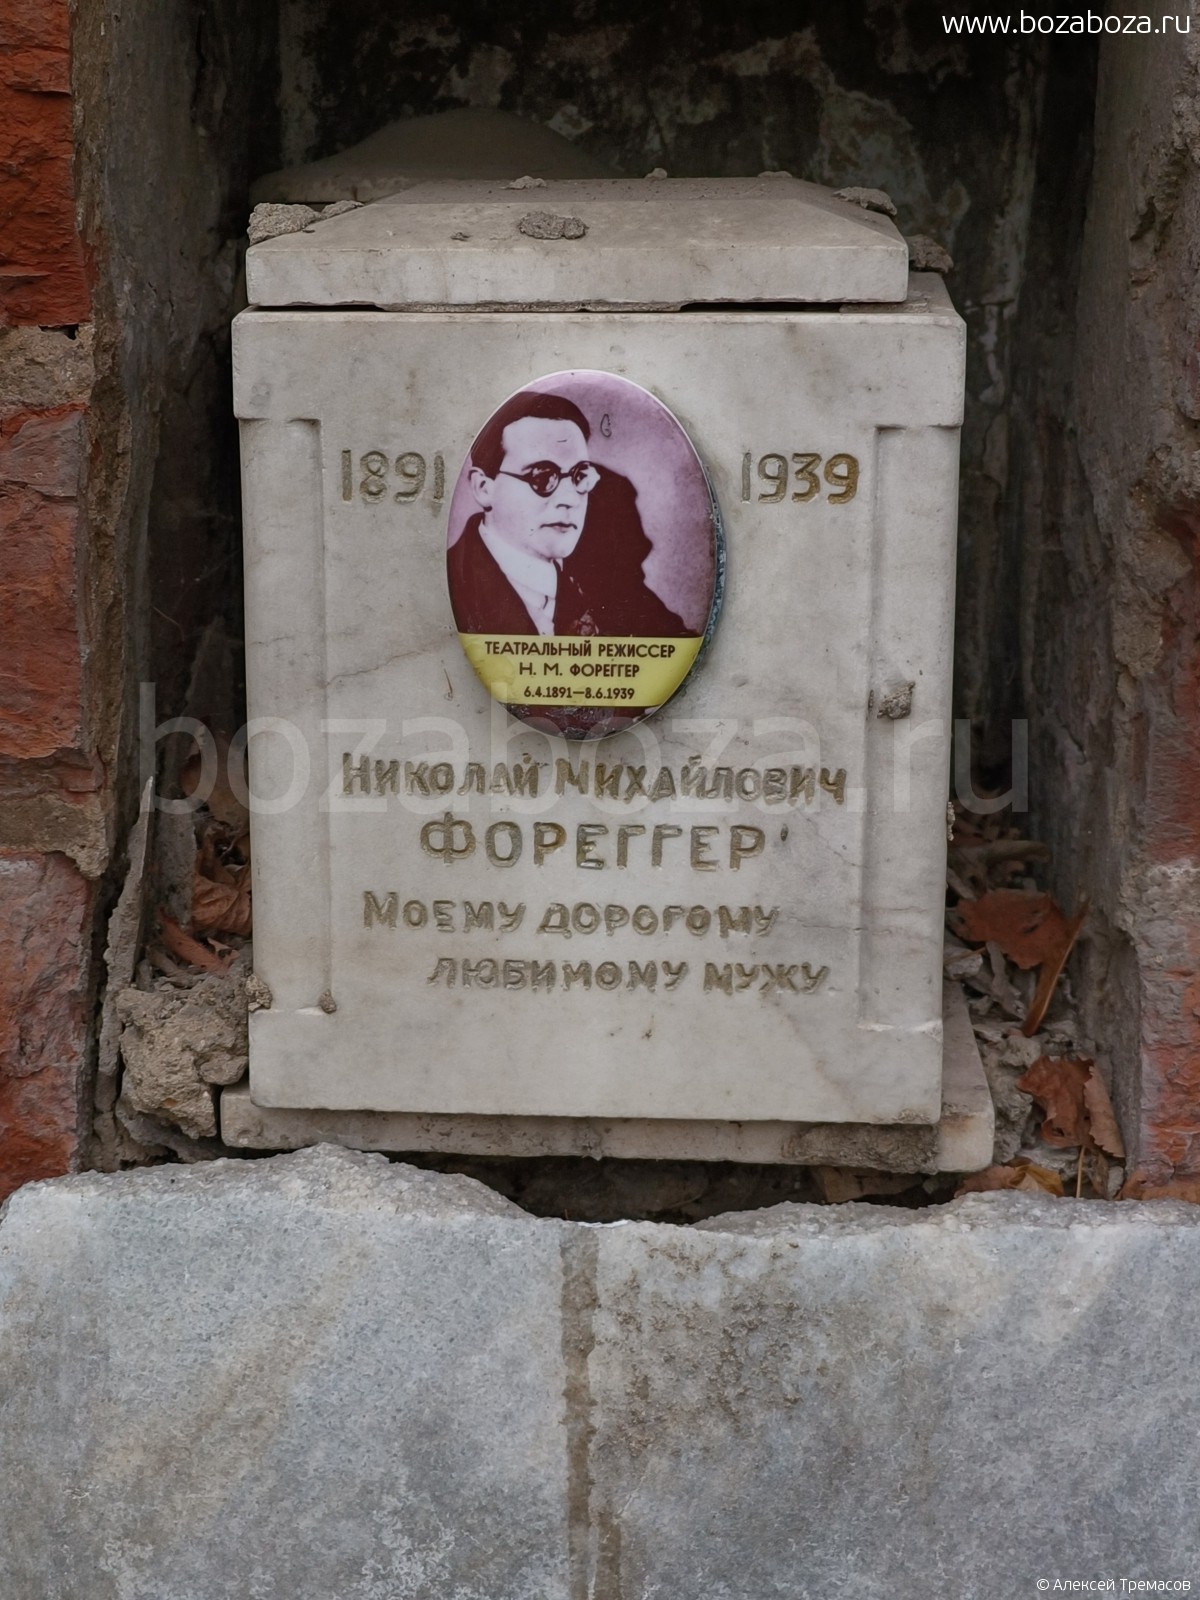 www.bozaboza.ru
1891 1939
ТЕАТРАЛЬНЫЙ РЕЖИССЕР
Н. М. ФОРЕГГЕР
6.4.1891—8.6.1939
bozaboza.ru
НИКОЛАЙ МИХАЙЛОВИЧ
ФОРЕГГЕР
МОЕМУ ДОРОГОМУ
ЛЮБИМОМУ МУЖУ
© Алексей Тремасов